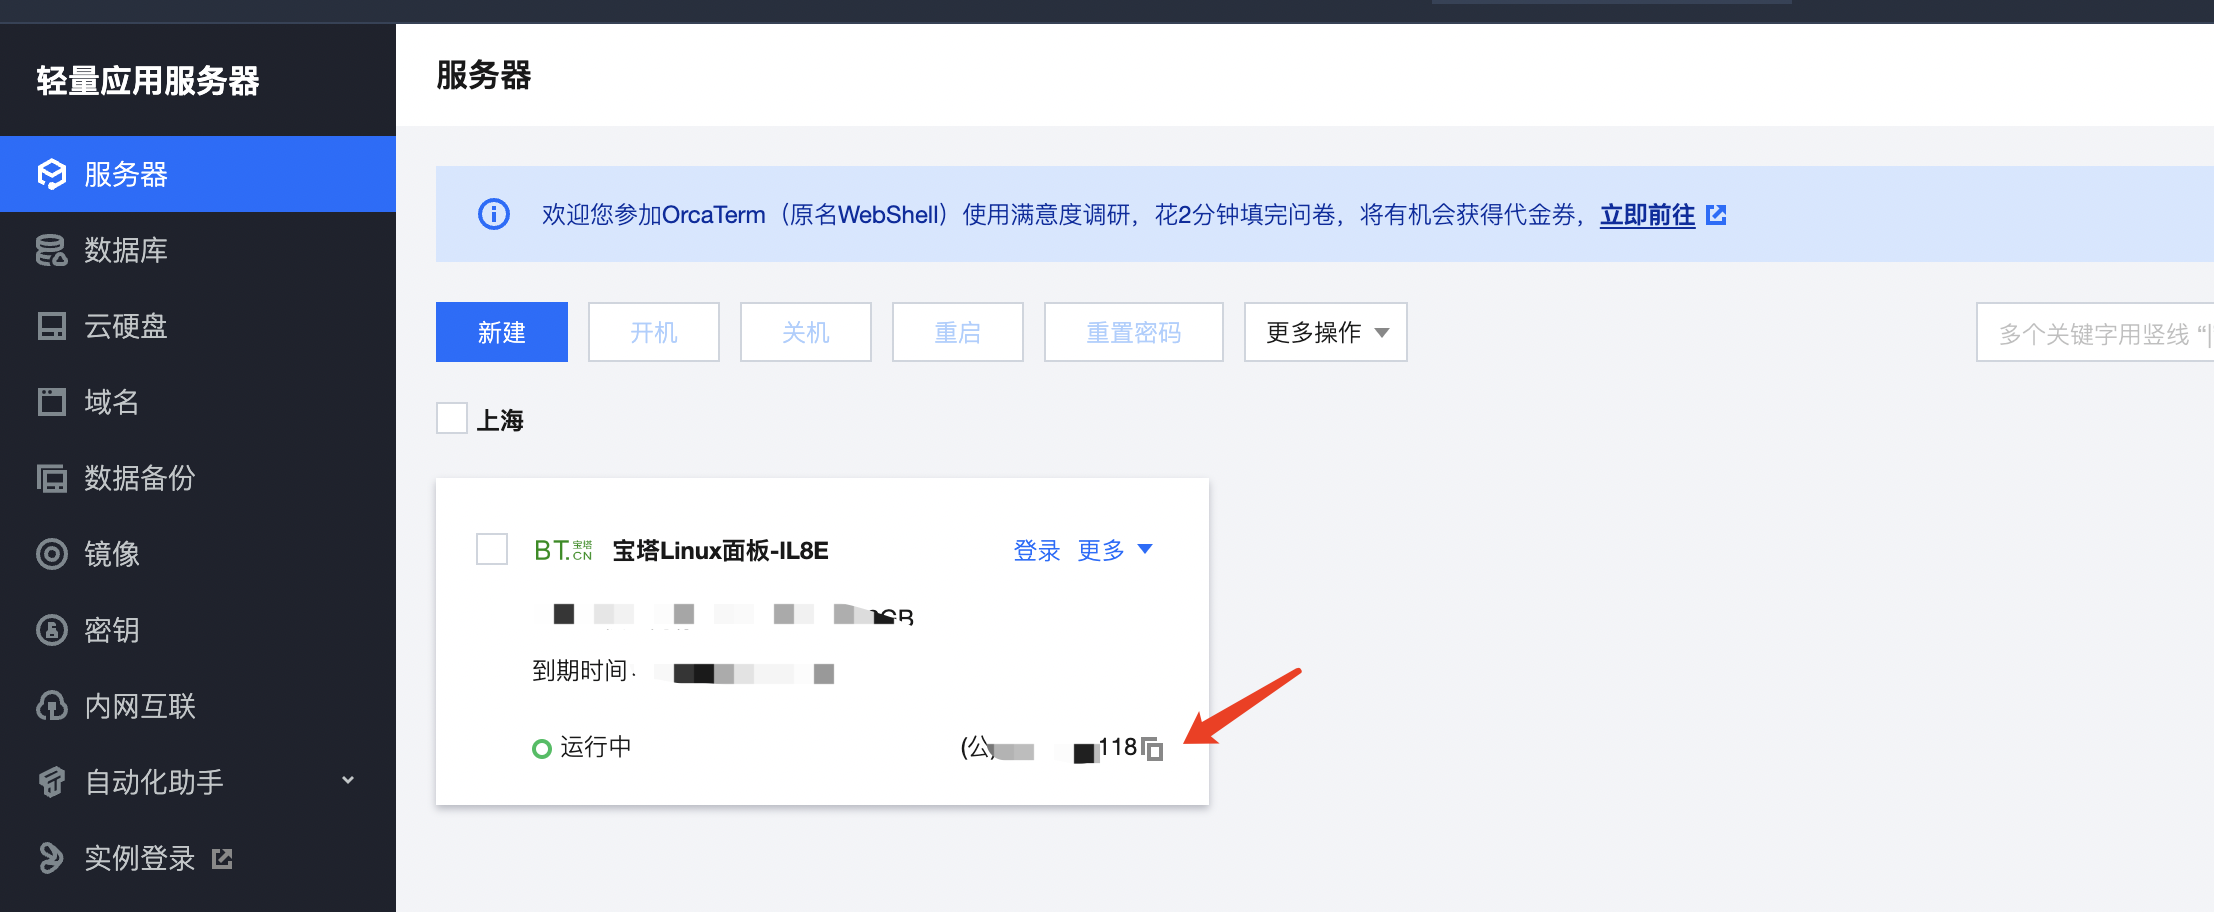 轻量应用服务器
服务器
数据库
云硬盘
域名
数据备份
镜像
密钥
内网互联
自动化助手
实例登录
服务器
欢迎您参加OrcaTerm（原名WebShell）使用满意度调研，花2分钟填完问卷，将有机会获得代金券，立即前往
新建 开机 关机 重启 重置密码 更多操作
多个关键字用竖线 “|
上海
BT.宝塔CN 宝塔Linux面板-IL8E 登录 更多
GB
到期时间
运行中 (公 118